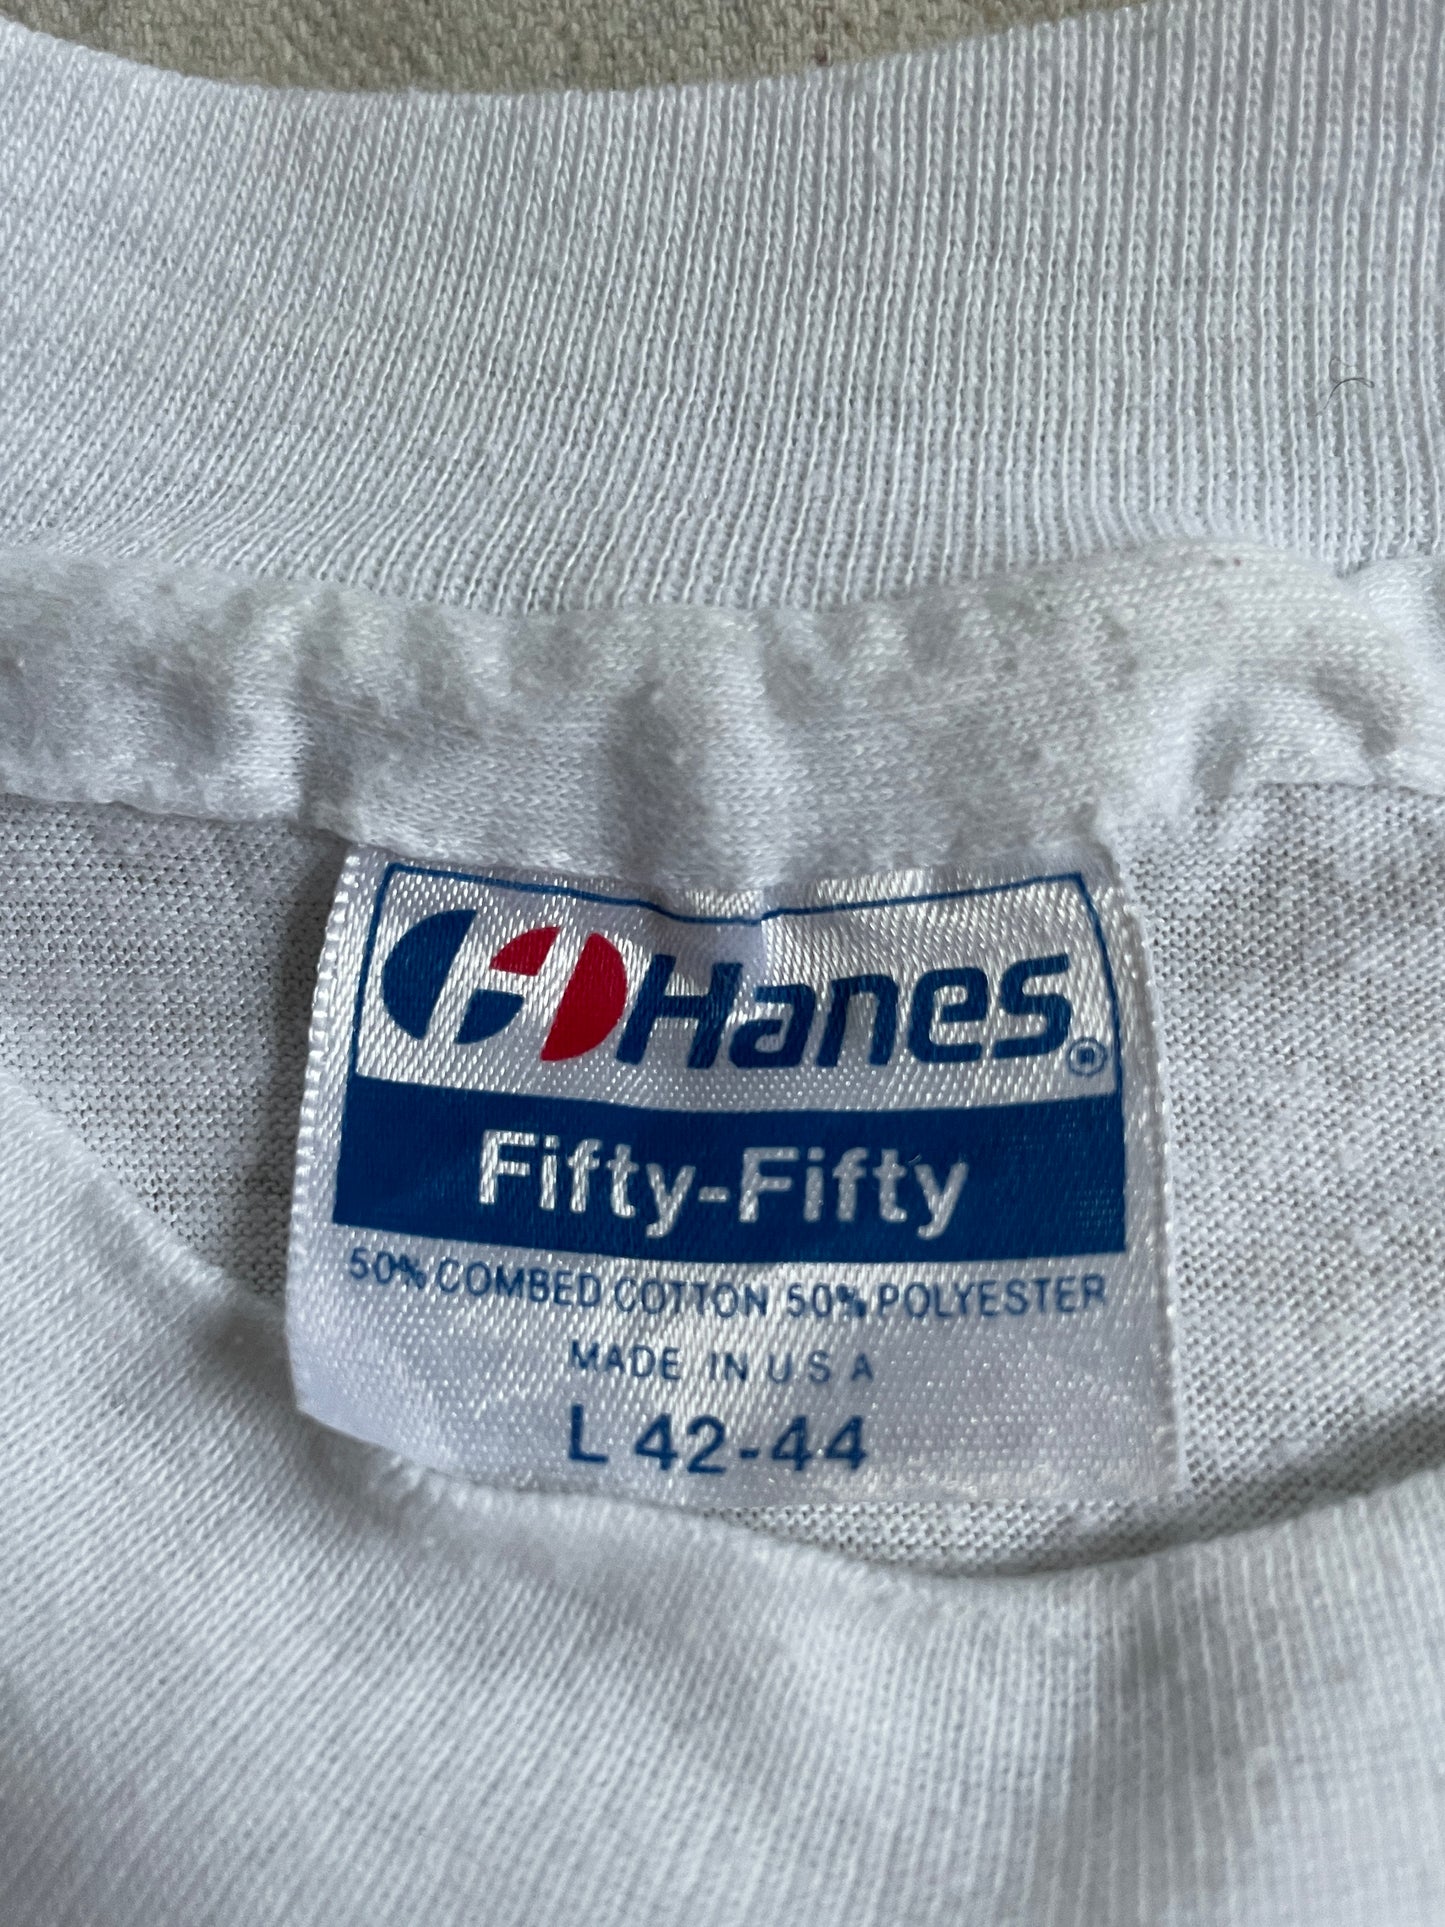 Hanes®
Fifty-Fifty
50% COMBED COTTON 50% POLYESTER
MADE IN U S A
L 42-44